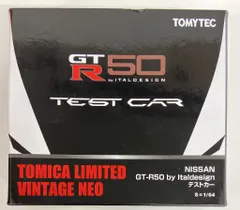 TOMYTEC
GT
R50
by ITALDESIGN
TEST CAR
TOMICA LIMITED
VINTAGE NEO
NISSAN
GT-R50 by Italdesign
テストカー
S=1/64